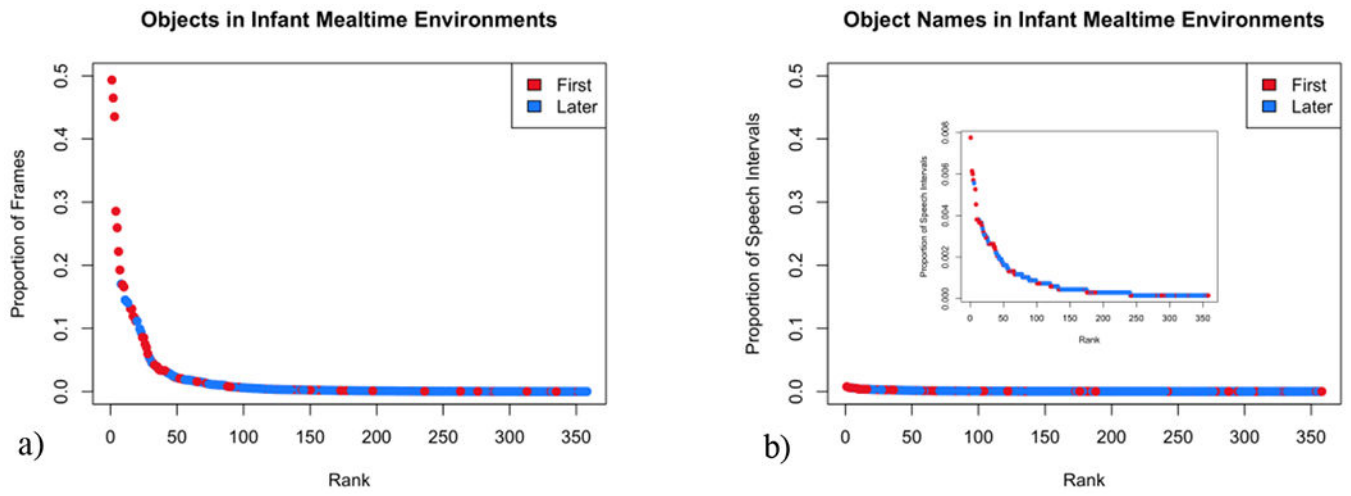 Objects in Infant Mealtime Environments
Proportion of Frames
0.5
0.4
0.3
0.2
0.1
0.0
First
Later
0 50 100 150 200 250 300 350
Rank
a)
Object Names in Infant Mealtime Environments
Proportion of Speech Intervals
0.5
0.4
0.3
0.2
0.1
0.0
First
Later
Proportion of Speech Intervals
0.008
0.006
0.004
0.002
0.000
0 50 100 150 200 250 300 350
Rank
0 50 100 150 200 250 300 350
Rank
b)